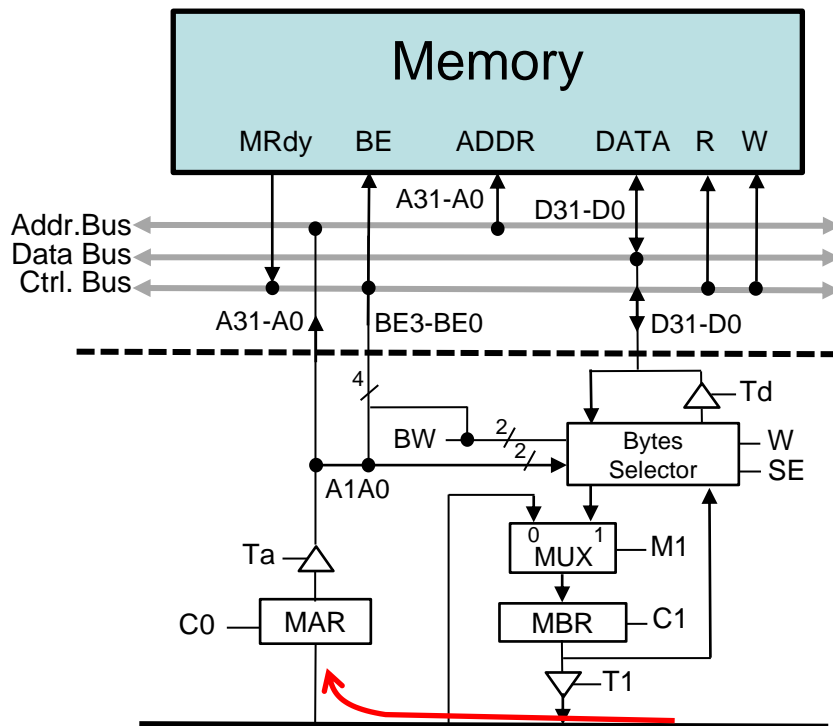 Memory
MRdy BE ADDR DATA R W
A31-A0
D31-D0
Addr.Bus
Data Bus
Ctrl. Bus
A31-A0 BE3-BE0 D31-D0
4
Td
BW 2 Bytes Selector W
2 SE
A1A0
0 1
MUX M1
Ta
C0 MAR MBR C1
T1